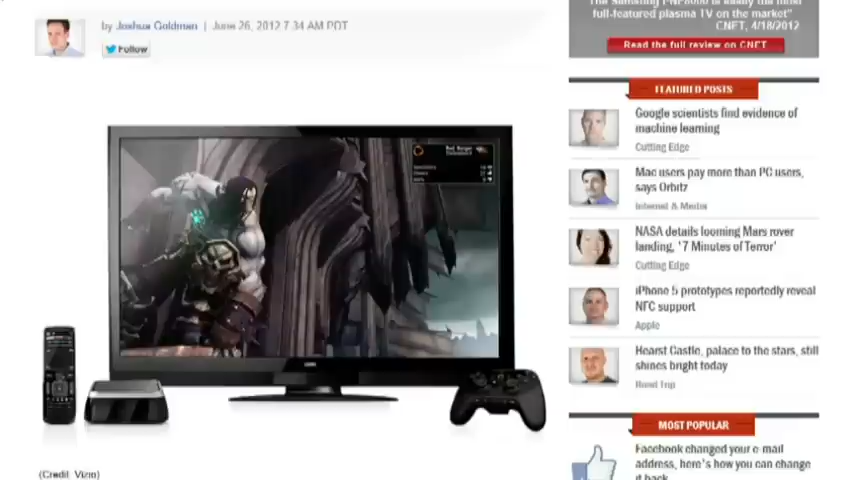 by Joshua Goldman | June 26, 2012 7:34 AM PDT
Follow
full-featured plasma TV on the market"
CNET, 4/18/2012
Read the full review on CNET
FEATURED POSTS
Google scientists find evidence of
machine learning
Cutting Edge
Mac users pay more than PC users,
says Orbitz
Internet & Media
NASA details looming Mars rover
landing, '7 Minutes of Terror'
Cutting Edge
iPhone 5 prototypes reportedly reveal
NFC support
Apple
Hearst Castle, palace to the stars, still
shines bright today
Road Trip
MOST POPULAR
Facebook changed your e-mail
address, here's how you can change
it back
(Credit: Vizio)